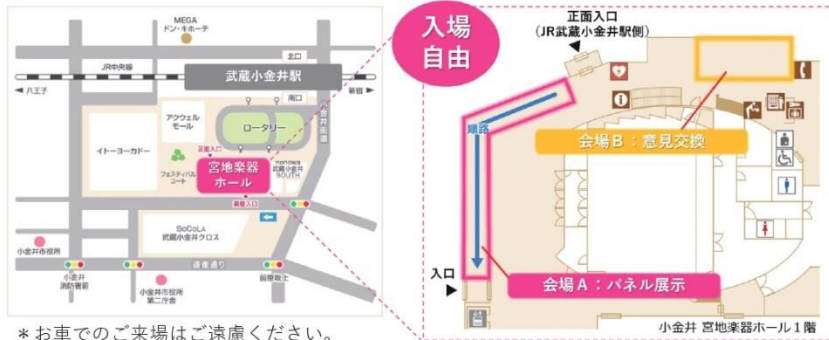 MEGA
ドン・キホーテ
JR中央線
北口
武蔵小金井駅
八王子
新宿
南口
小金井街道
アクウェル
モール
ロータリー
イトーヨーカドー
正面入口
フェスティバル
コート
宮地楽器
ホール
nonowa
武蔵小金井
SOUTH
SoCoLA
武蔵小金井クロス
小金井市役所
連雀通り
小金井
消防署前
小金井市役所
第二庁舎
前原坂上
*お車でのご来場はご遠慮ください。
入場
自由
正面入口
(JR武蔵小金井駅側)
順路
会場B:意見交換
入口
会場A:パネル展示
小金井 宮地楽器ホール1階